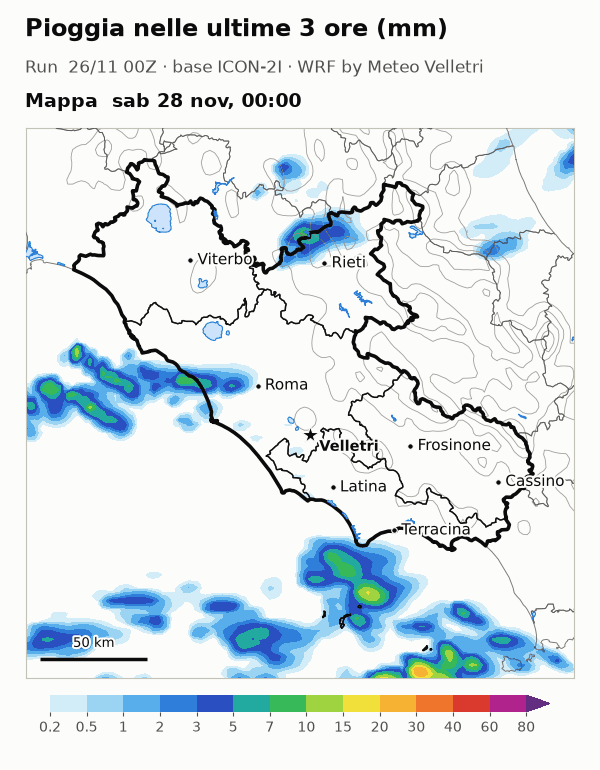 Pioggia nelle ultime 3 ore (mm)
Run  26/11 00Z · base ICON-2I · WRF by Meteo Velletri
Mappa  sab 28 nov, 00:00
Viterbo
Rieti
Roma
Velletri
Frosinone
Cassino
Latina
Terracina
50 km
0.2 0.5 1 2 3 5 7 10 15 20 30 40 60 80